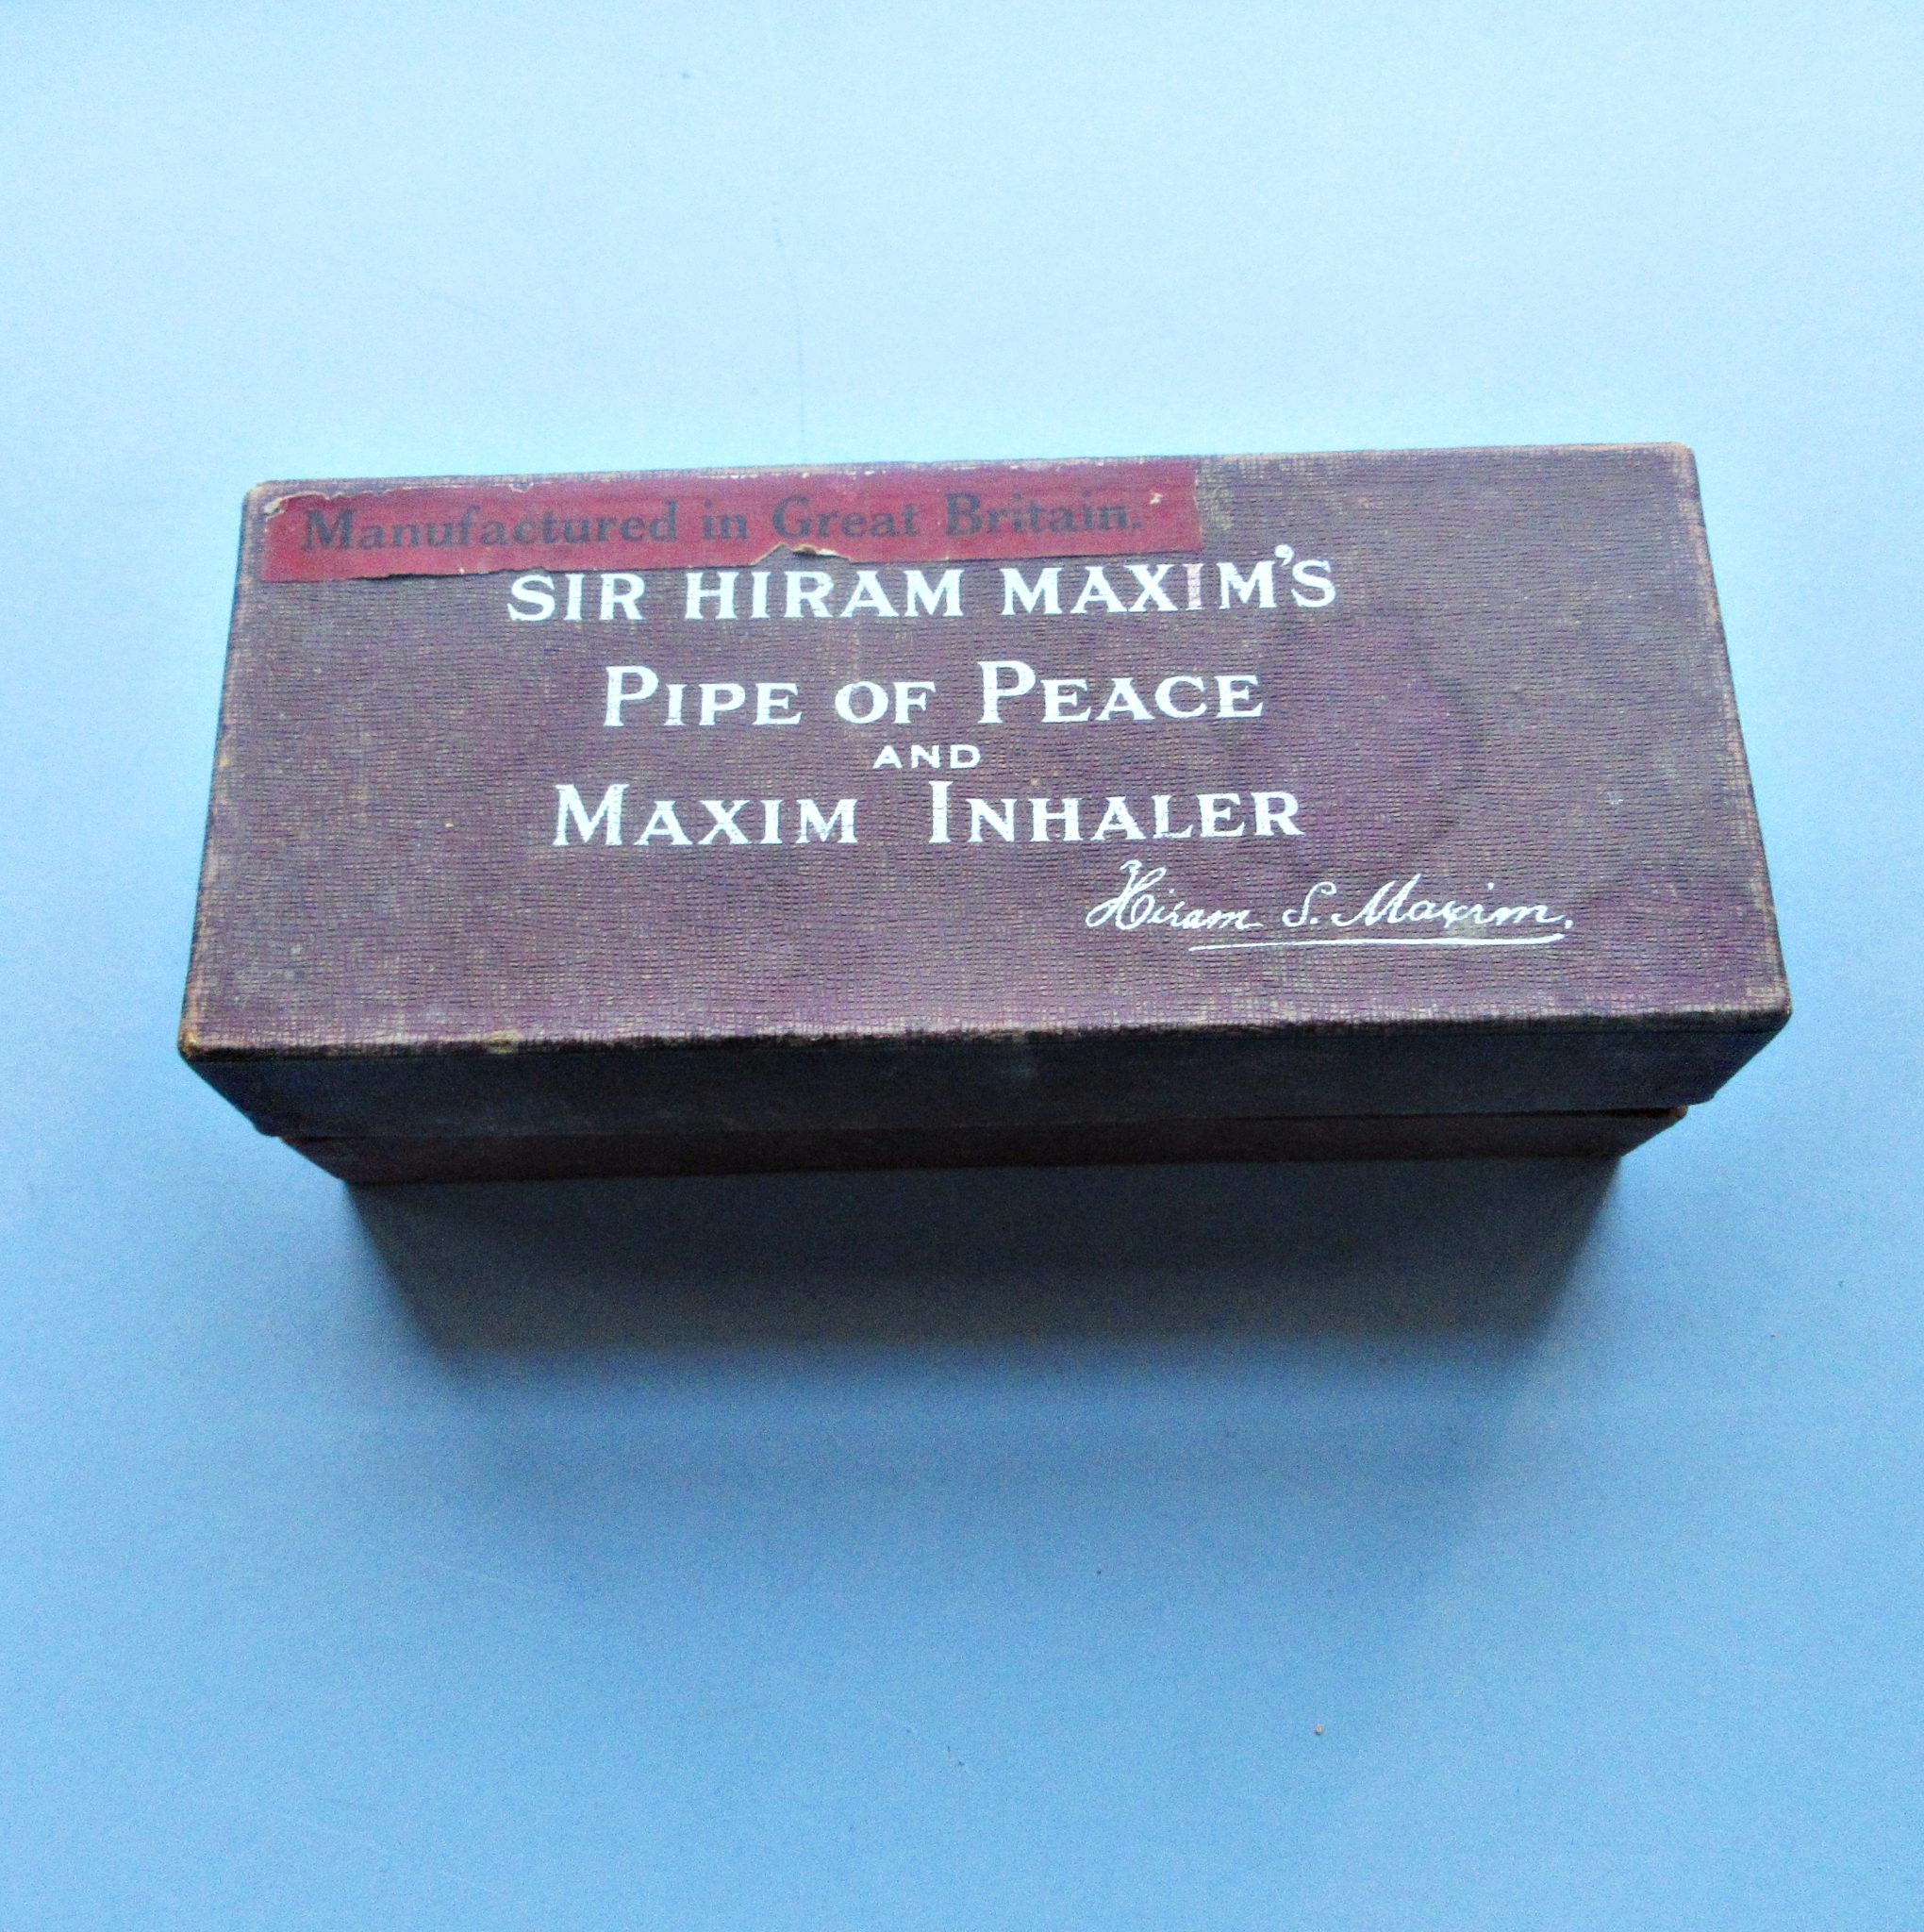 Manufactured in Great Britain.
SIR HIRAM MAXIM'S
PIPE OF PEACE
AND
MAXIM INHALER
Hiram S. Maxim.